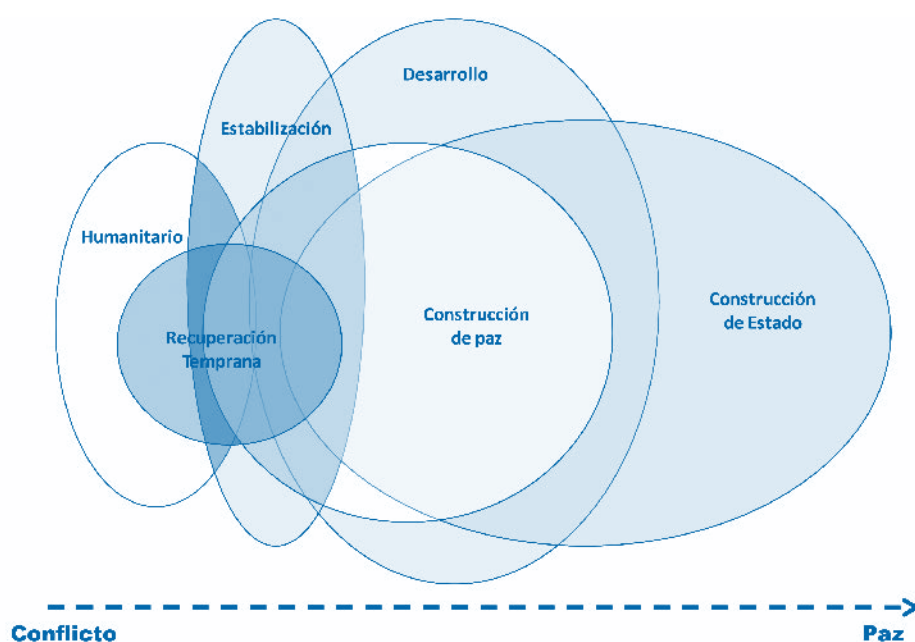 Desarrollo
Estabilización
Humanitario
Construcción
de paz
Construcción
de Estado
Recuperación
Temprana
Conflicto
Paz